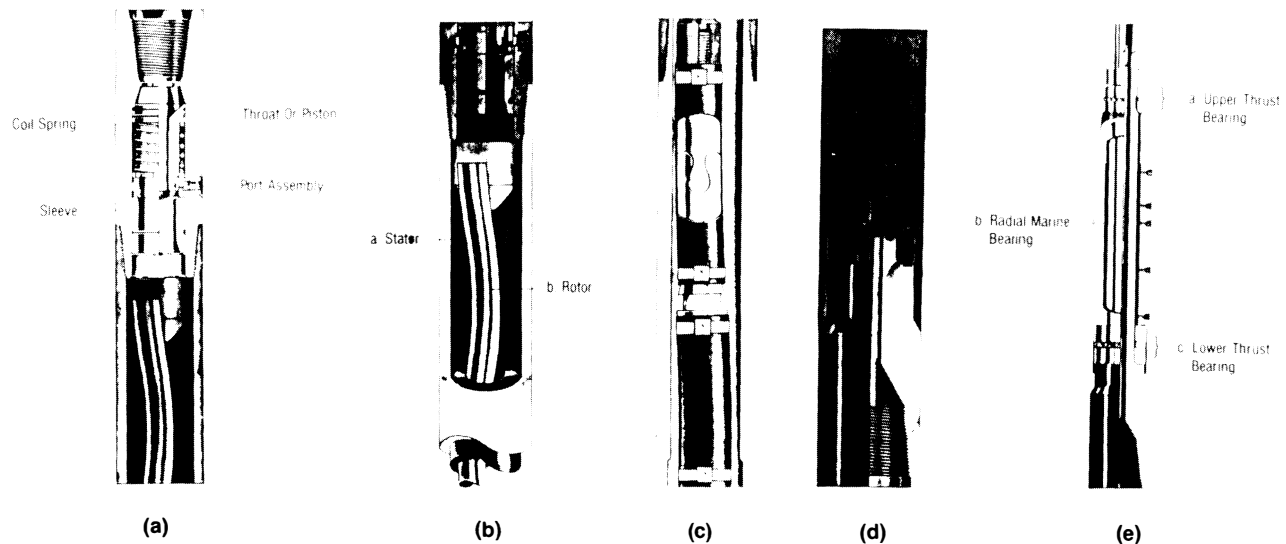 Coil Spring
Throat Or Piston
Port Assembly
Sleeve
a Stator
b Rotor
a Upper Thrust
Bearing
b Radial Marine
Bearing
c Lower Thrust
Bearing
(a)
(b)
(c)
(d)
(e)